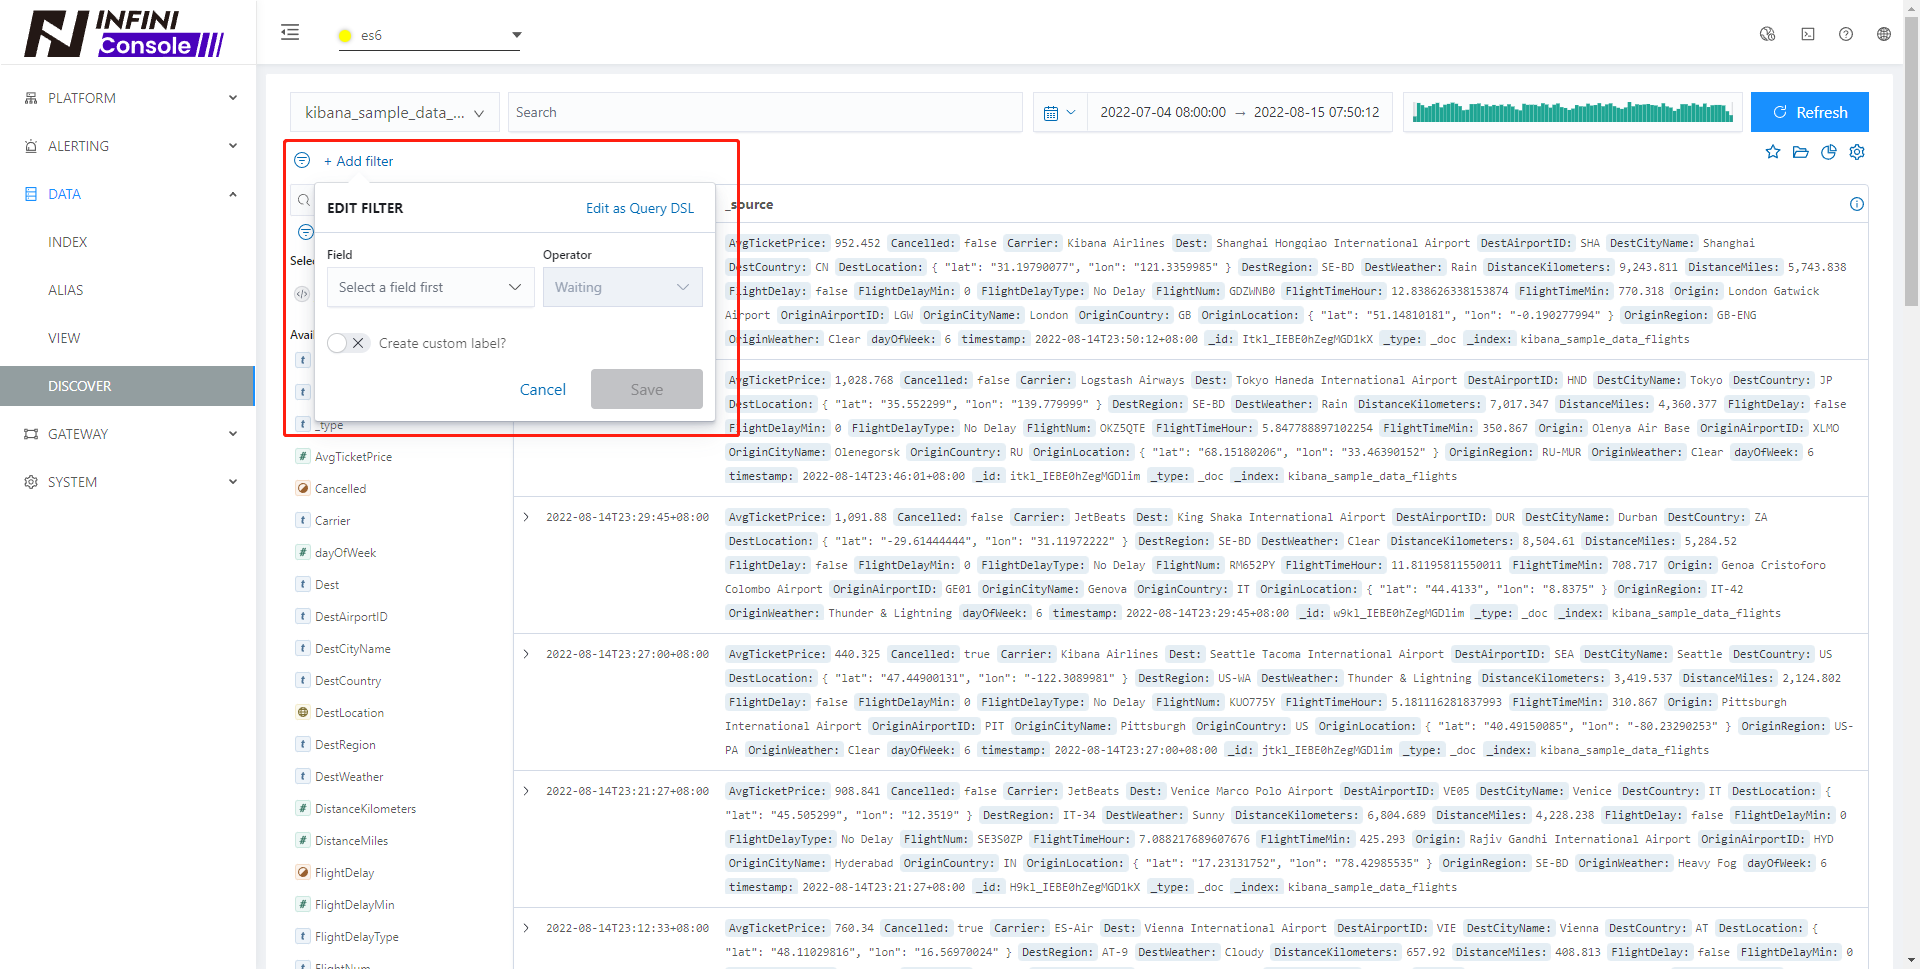 INFINI
Console
es6
PLATFORM
ALERTING
DATA
INDEX
ALIAS
VIEW
DISCOVER
GATEWAY
SYSTEM
kibana_sample_data_...
Search
2022-07-04 08:00:00 → 2022-08-15 07:50:12
Refresh
+ Add filter
EDIT FILTER
Edit as Query DSL
Field
Operator
Select a field first
Waiting
Create custom label?
Cancel
Save
Sele
Avai
_type
# AvgTicketPrice
Cancelled
t Carrier
# dayOfWeek
t Dest
t DestAirportID
t DestCityName
t DestCountry
DestLocation
t DestRegion
t DestWeather
# DistanceKilometers
# DistanceMiles
FlightDelay
# FlightDelayMin
t FlightDelayType
FlightNum
_source
AvgTicketPrice: 952.452 Cancelled: false Carrier: Kibana Airlines Dest: Shanghai Hongqiao International Airport DestAirportID: SHA DestCityName: Shanghai
DestCountry: CN DestLocation: { "lat": "31.19790077", "lon": "121.3359985" } DestRegion: SE-BD DestWeather: Rain DistanceKilometers: 9,243.811 DistanceMiles: 5,743.838
FlightDelay: false FlightDelayMin: 0 FlightDelayType: No Delay FlightNum: GDZWNB0 FlightTimeHour: 12.838626338153874 FlightTimeMin: 770.318 Origin: London Gatwick
Airport OriginAirportID: LGW OriginCityName: London OriginCountry: GB OriginLocation: { "lat": "51.14810181", "lon": "-0.190277994" } OriginRegion: GB-ENG
OriginWeather: Clear dayOfWeek: 6 timestamp: 2022-08-14T23:50:12+08:00 _id: Itkl_IEBE0hZegMGD1kX _type: _doc _index: kibana_sample_data_flights
AvgTicketPrice: 1,028.768 Cancelled: false Carrier: Logstash Airways Dest: Tokyo Haneda International Airport DestAirportID: HND DestCityName: Tokyo DestCountry: JP
DestLocation: { "lat": "35.552299", "lon": "139.779999" } DestRegion: SE-BD DestWeather: Rain DistanceKilometers: 7,017.347 DistanceMiles: 4,360.377 FlightDelay: false
FlightDelayMin: 0 FlightDelayType: No Delay FlightNum: OKZ5QTE FlightTimeHour: 5.847788897102254 FlightTimeMin: 350.867 Origin: Olenya Air Base OriginAirportID: XLMO
OriginCityName: Olenegorsk OriginCountry: RU OriginLocation: { "lat": "68.15180206", "lon": "33.46390152" } OriginRegion: RU-MUR OriginWeather: Clear dayOfWeek: 6
timestamp: 2022-08-14T23:46:01+08:00 _id: itkl_IEBE0hZegMGDlim _type: _doc _index: kibana_sample_data_flights
2022-08-14T23:29:45+08:00 AvgTicketPrice: 1,091.88 Cancelled: false Carrier: JetBeats Dest: King Shaka International Airport DestAirportID: DUR DestCityName: Durban DestCountry: ZA
DestLocation: { "lat": "-29.61444444", "lon": "31.11972222" } DestRegion: SE-BD DestWeather: Clear DistanceKilometers: 8,504.61 DistanceMiles: 5,284.52
FlightDelay: false FlightDelayMin: 0 FlightDelayType: No Delay FlightNum: RM652PY FlightTimeHour: 11.81195811550011 FlightTimeMin: 708.717 Origin: Genoa Cristoforo
Colombo Airport OriginAirportID: GE01 OriginCityName: Genova OriginCountry: IT OriginLocation: { "lat": "44.4133", "lon": "8.8375" } OriginRegion: IT-42
OriginWeather: Thunder & Lightning dayOfWeek: 6 timestamp: 2022-08-14T23:29:45+08:00 _id: w9kl_IEBE0hZegMGDlim _type: _doc _index: kibana_sample_data_flights
2022-08-14T23:27:00+08:00 AvgTicketPrice: 440.325 Cancelled: true Carrier: Kibana Airlines Dest: Seattle Tacoma International Airport DestAirportID: SEA DestCityName: Seattle DestCountry: US
DestLocation: { "lat": "47.44900131", "lon": "-122.3089981" } DestRegion: US-WA DestWeather: Thunder & Lightning DistanceKilometers: 3,419.537 DistanceMiles: 2,124.802
FlightDelay: false FlightDelayMin: 0 FlightDelayType: No Delay FlightNum: KUO775Y FlightTimeHour: 5.181116281837993 FlightTimeMin: 310.867 Origin: Pittsburgh
International Airport OriginAirportID: PIT OriginCityName: Pittsburgh OriginCountry: US OriginLocation: { "lat": "40.49150085", "lon": "-80.23290253" } OriginRegion: US-
PA OriginWeather: Clear dayOfWeek: 6 timestamp: 2022-08-14T23:27:00+08:00 _id: jtkl_IEBE0hZegMGDlim _type: _doc _index: kibana_sample_data_flights
2022-08-14T23:21:27+08:00 AvgTicketPrice: 908.841 Cancelled: false Carrier: JetBeats Dest: Venice Marco Polo Airport DestAirportID: VE05 DestCityName: Venice DestCountry: IT DestLocation: {
"lat": "45.505299", "lon": "12.3519" } DestRegion: IT-34 DestWeather: Sunny DistanceKilometers: 6,804.689 DistanceMiles: 4,228.238 FlightDelay: false FlightDelayMin: 0
FlightDelayType: No Delay FlightNum: SE3S0ZP FlightTimeHour: 7.088217689607676 FlightTimeMin: 425.293 Origin: Rajiv Gandhi International Airport OriginAirportID: HYD
OriginCityName: Hyderabad OriginCountry: IN OriginLocation: { "lat": "17.23131752", "lon": "78.42985535" } OriginRegion: SE-BD OriginWeather: Heavy Fog dayOfWeek: 6
timestamp: 2022-08-14T23:21:27+08:00 _id: H9kl_IEBE0hZegMGD1kX _type: _doc _index: kibana_sample_data_flights
2022-08-14T23:12:33+08:00 AvgTicketPrice: 760.34 Cancelled: true Carrier: ES-Air Dest: Vienna International Airport DestAirportID: VIE DestCityName: Vienna DestCountry: AT DestLocation: {
"lat": "48.11029816", "lon": "16.56970024" } DestRegion: AT-9 DestWeather: Cloudy DistanceKilometers: 657.92 DistanceMiles: 408.813 FlightDelay: false FlightDelayMin: 0